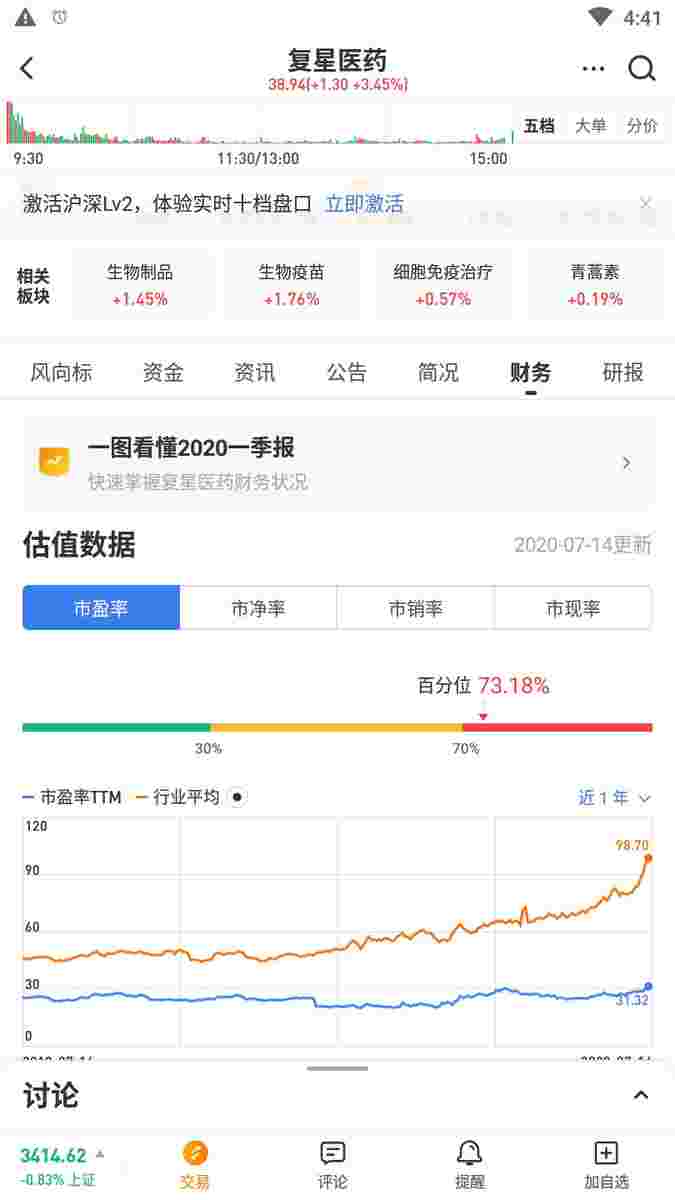 4:41
复星医药
38.94(+1.30 +3.45%)
五档 大单 分价
9:30 11:30/13:00 15:00
激活沪深Lv2，体验实时十档盘口 立即激活
相关板块
生物制品 生物疫苗 细胞免疫治疗 青蒿素
+1.45% +1.76% +0.57% +0.19%
风向标 资金 资讯 公告 简况 财务 研报
一图看懂2020一季报
快速掌握复星医药财务状况
估值数据 2020-07-14更新
市盈率 市净率 市销率 市现率
百分位 73.18%
30% 70%
市盈率TTM 行业平均 近1年
120
98.70
90
60
30
31.32
0
讨论
3414.62
-0.83% 上证
交易 评论 提醒 加自选